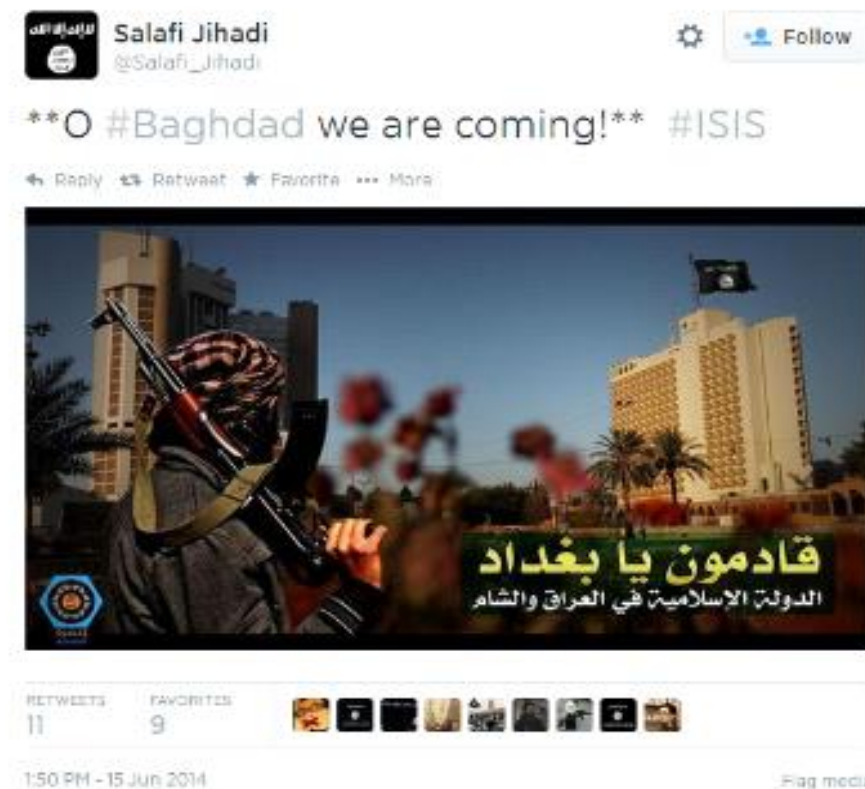 Salafi Jihadi
@Salafi_Jihadi
Follow
**O #Baghdad we are coming!** #ISIS
Reply Retweet Favorite More
قادمون يا بغداد
الدولة الإسلامية في العراق والشام
RETWEETS FAVORITES
11 9
1:50 PM - 15 Jun 2014
Flag media